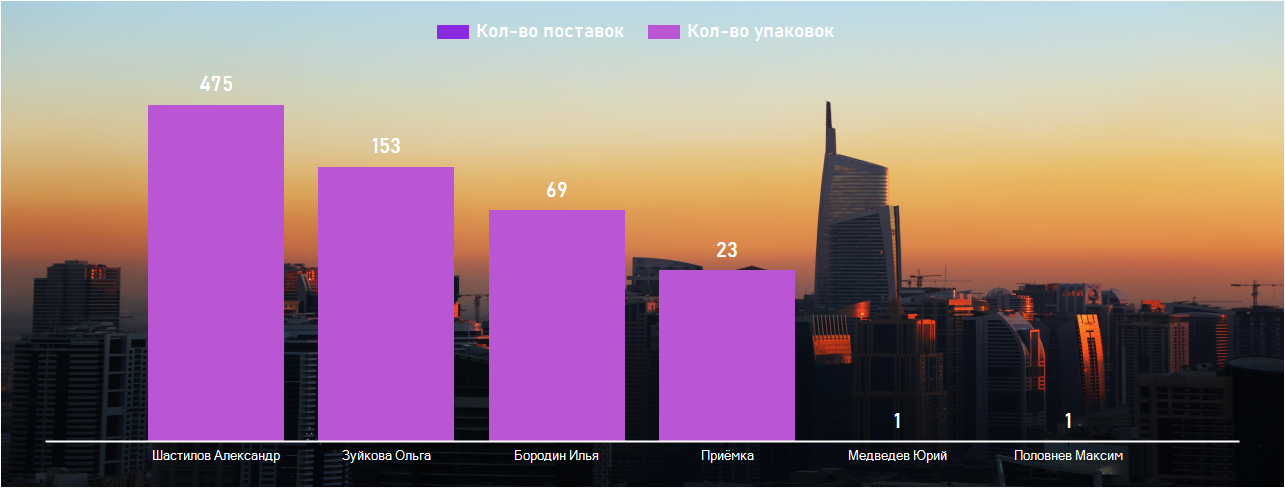 Кол-во поставок Кол-во упаковок
475
153
69
23
1 1
Шастилов Александр Зуйкова Ольга Бородин Илья Приёмка Медведев Юрий Половнев Максим